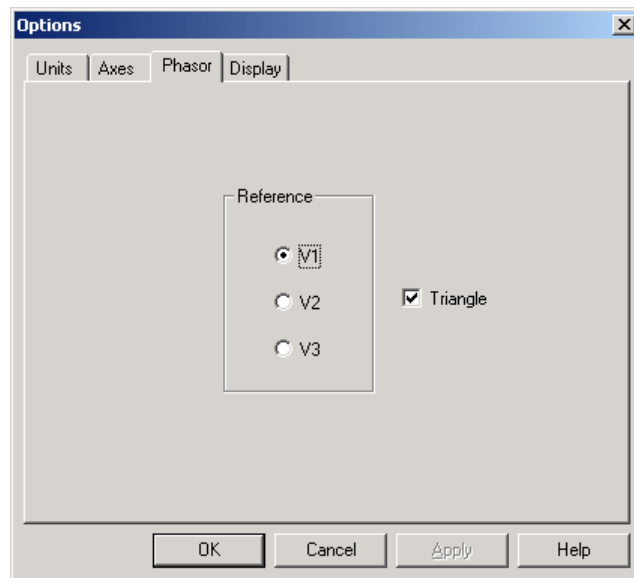 Options
Units Axes Phasor Display
Reference
V1
V2
Triangle
V3
OK Cancel Apply Help